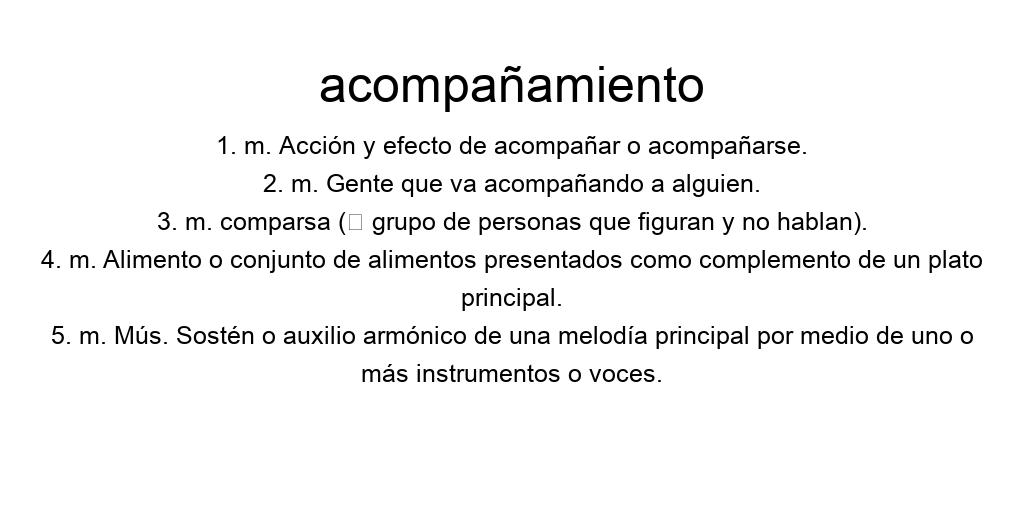 acompañamiento
1. m. Acción y efecto de acompañar o acompañarse.
2. m. Gente que va acompañando a alguien.
3. m. comparsa (□ grupo de personas que figuran y no hablan).
4. m. Alimento o conjunto de alimentos presentados como complemento de un plato
principal.
5. m. Mús. Sostén o auxilio armónico de una melodía principal por medio de uno o
más instrumentos o voces.